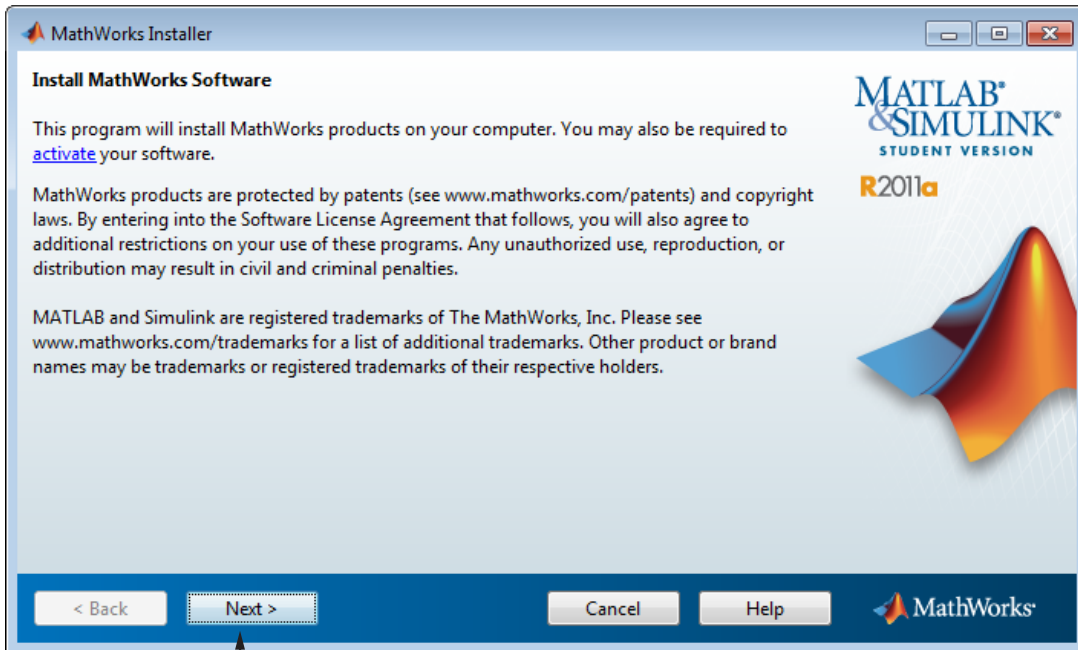 MathWorks Installer
Install MathWorks Software
This program will install MathWorks products on your computer. You may also be required to
activate your software.
MathWorks products are protected by patents (see www.mathworks.com/patents) and copyright
laws. By entering into the Software License Agreement that follows, you will also agree to
additional restrictions on your use of these programs. Any unauthorized use, reproduction, or
distribution may result in civil and criminal penalties.
MATLAB and Simulink are registered trademarks of The MathWorks, Inc. Please see
www.mathworks.com/trademarks for a list of additional trademarks. Other product or brand
names may be trademarks or registered trademarks of their respective holders.
MATLAB®
&SIMULINK®
STUDENT VERSION
R2011a
< Back
Next >
Cancel
Help
MathWorks®